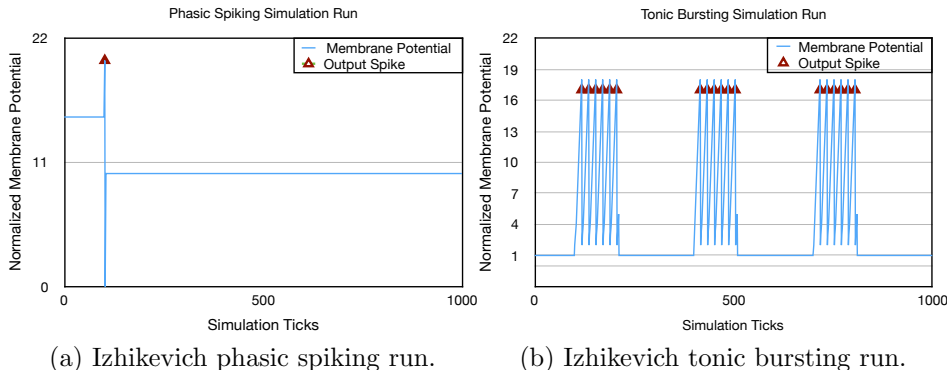 Phasic Spiking Simulation Run
Normalized Membrane Potential
22
11
0
Membrane Potential
Output Spike
0
500
1000
Simulation Ticks
(a) Izhikevich phasic spiking run.
Tonic Bursting Simulation Run
Normalized Membrane Potential
22
19
16
13
10
7
4
1
Membrane Potential
Output Spike
0
500
1000
Simulation Ticks
(b) Izhikevich tonic bursting run.